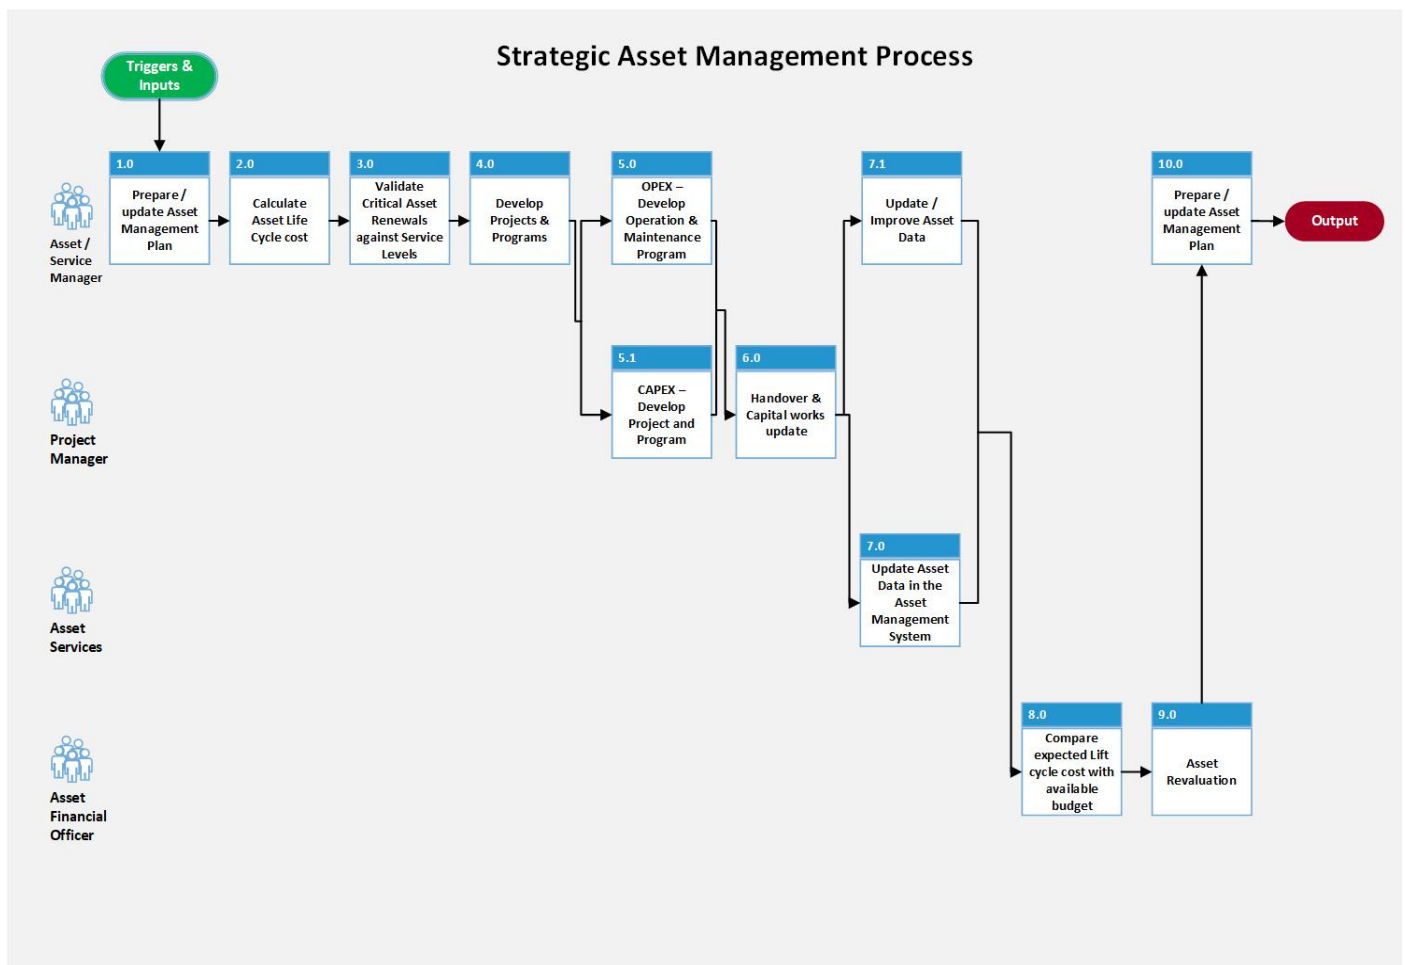 Strategic Asset Management Process
Triggers &
Inputs
1.0
Prepare /
update Asset
Management
Plan
2.0
Calculate
Asset Life
Cycle cost
3.0
Validate
Critical Asset
Renewals
against Service
Levels
4.0
Develop
Projects &
Programs
5.0
OPEX –
Develop
Operation &
Maintenance
Program
7.1
Update /
Improve Asset
Data
10.0
Prepare /
update Asset
Management
Plan
Output
Asset /
Service
Manager
5.1
CAPEX –
Develop
Project and
Program
6.0
Handover &
Capital works
update
Project
Manager
7.0
Update Asset
Data in the
Asset
Management
System
Asset
Services
8.0
Compare
expected Lift
cycle cost with
available
budget
9.0
Asset
Revaluation
Asset
Financial
Officer